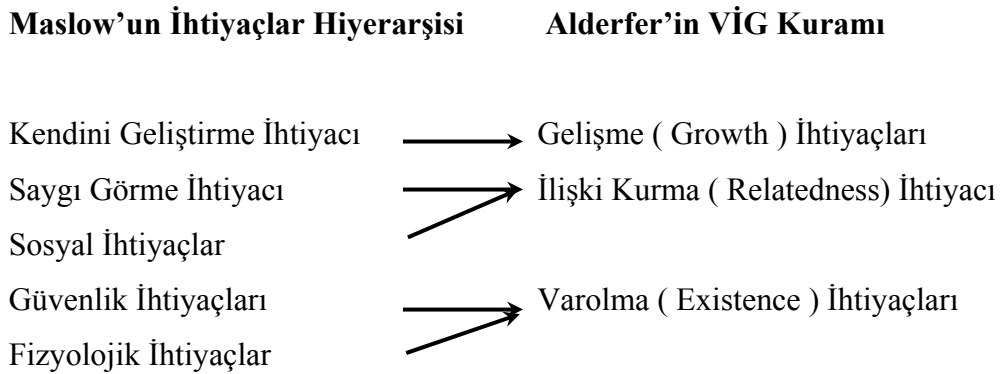 Maslow’un İhtiyaçlar Hiyerarşisi Alderfer’in VİG Kuramı
Kendini Geliştirme İhtiyacı Gelişme ( Growth ) İhtiyaçları
Saygı Görme İhtiyacı İlişki Kurma ( Relatedness) İhtiyacı
Sosyal İhtiyaçlar
Güvenlik İhtiyaçları Varolma ( Existence ) İhtiyaçları
Fizyolojik İhtiyaçlar